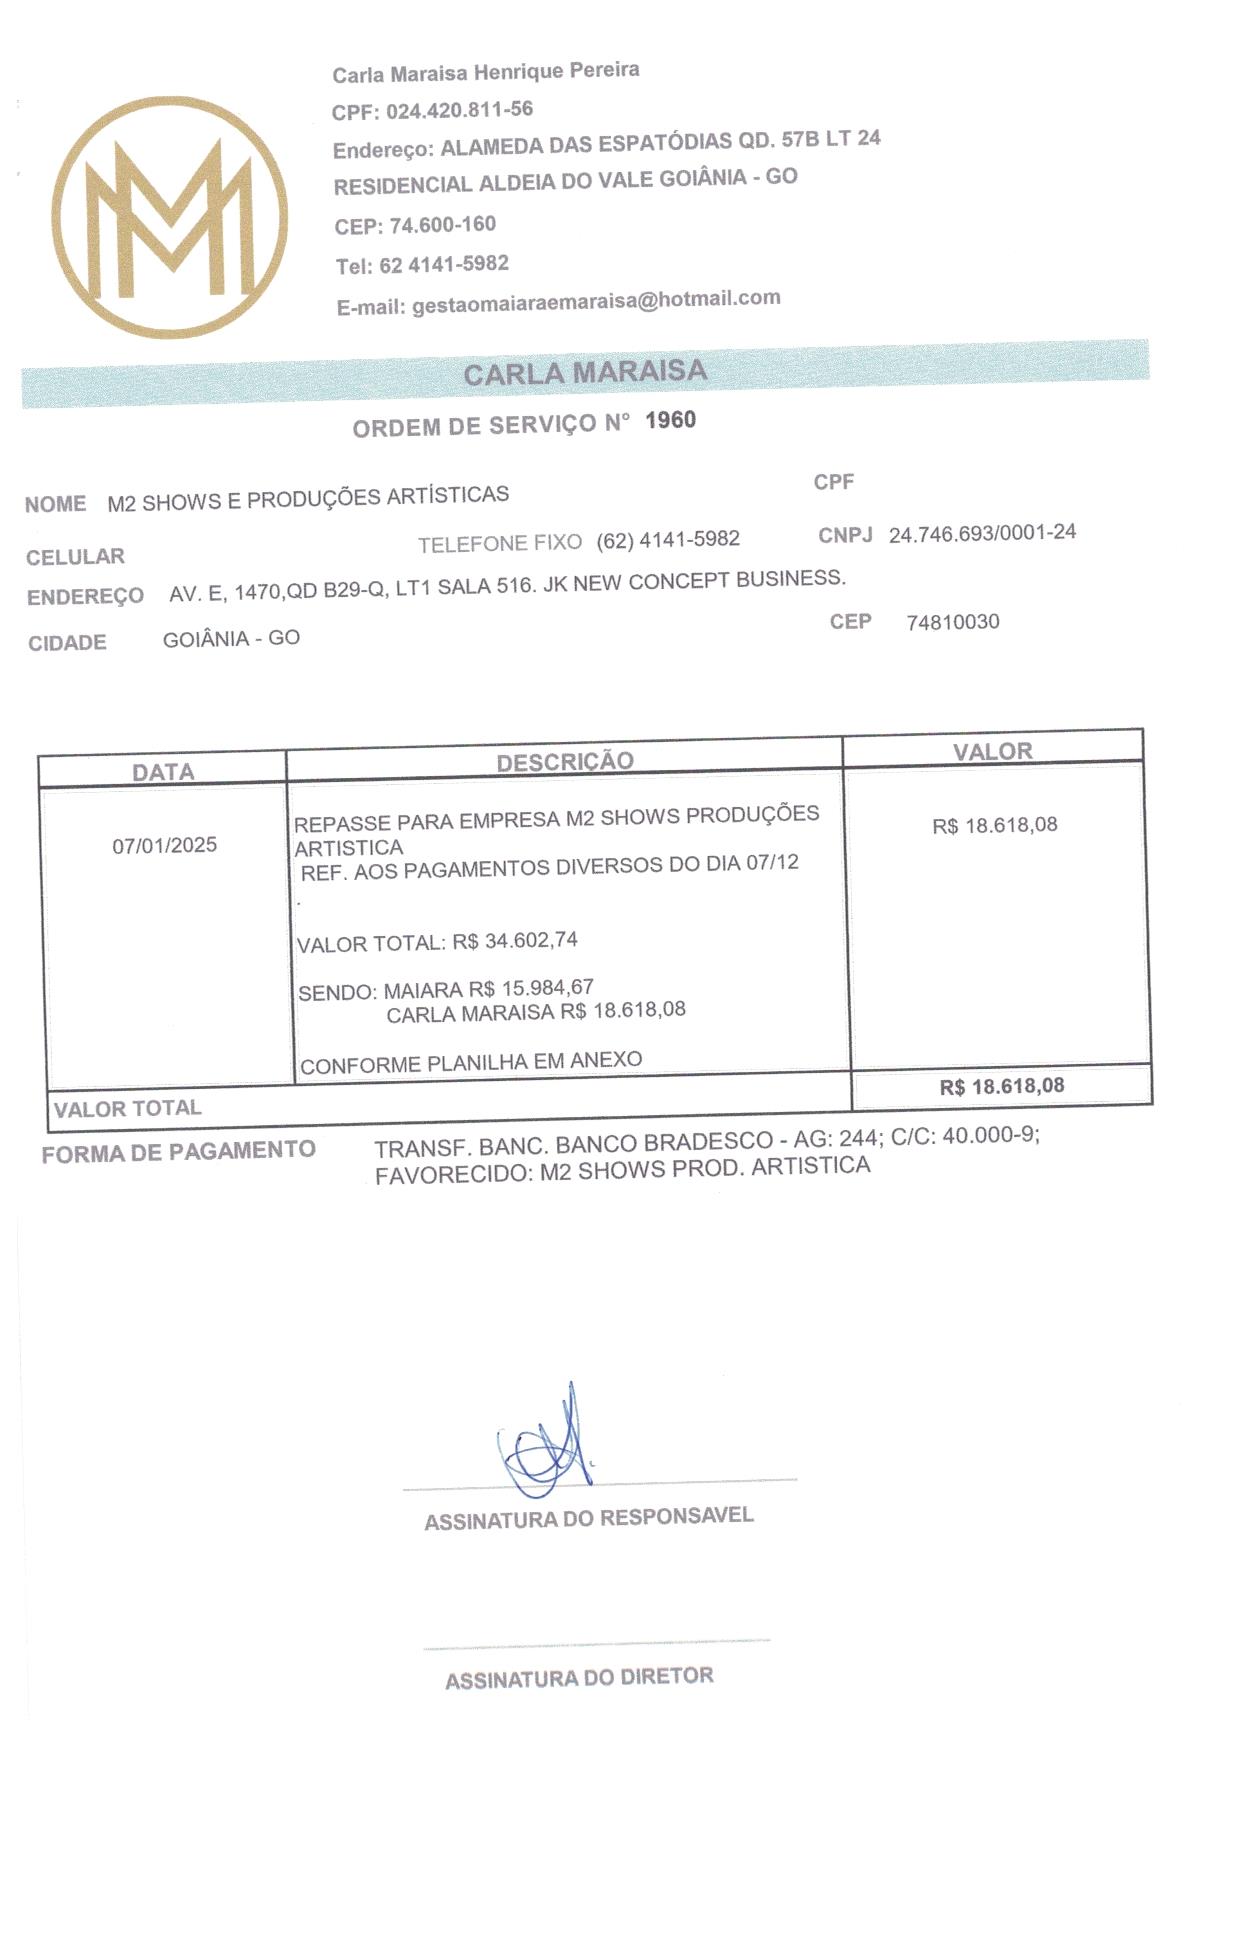 Carla Maraisa Henrique Pereira
CPF: 024.420.811-56
Endereço: ALAMEDA DAS ESPATÓDIAS QD. 57B LT 24
RESIDENCIAL ALDEIA DO VALE GOIÂNIA - GO
CEP: 74.600-160
Tel: 62 4141-5982
E-mail: gestaomaiaraemaraisa@hotmail.com
CARLA MARAISA
ORDEM DE SERVIÇO N° 1960
NOME M2 SHOWS E PRODUÇÕES ARTÍSTICAS CPF
CELULAR TELEFONE FIXO (62) 4141-5982 CNPJ 24.746.693/0001-24
ENDEREÇO AV. E, 1470,QD B29-Q, LT1 SALA 516. JK NEW CONCEPT BUSINESS.
CIDADE GOIÂNIA - GO CEP 74810030
DATA DESCRIÇÃO VALOR
07/01/2025 REPASSE PARA EMPRESA M2 SHOWS PRODUÇÕES R$ 18.618,08
ARTISTICA
REF. AOS PAGAMENTOS DIVERSOS DO DIA 07/12
.
VALOR TOTAL: R$ 34.602,74
SENDO: MAIARA R$ 15.984,67
CARLA MARAISA R$ 18.618,08
CONFORME PLANILHA EM ANEXO
VALOR TOTAL R$ 18.618,08
FORMA DE PAGAMENTO TRANSF. BANC. BANCO BRADESCO - AG: 244; C/C: 40.000-9;
FAVORECIDO: M2 SHOWS PROD. ARTISTICA
ASSINATURA DO RESPONSAVEL
ASSINATURA DO DIRETOR